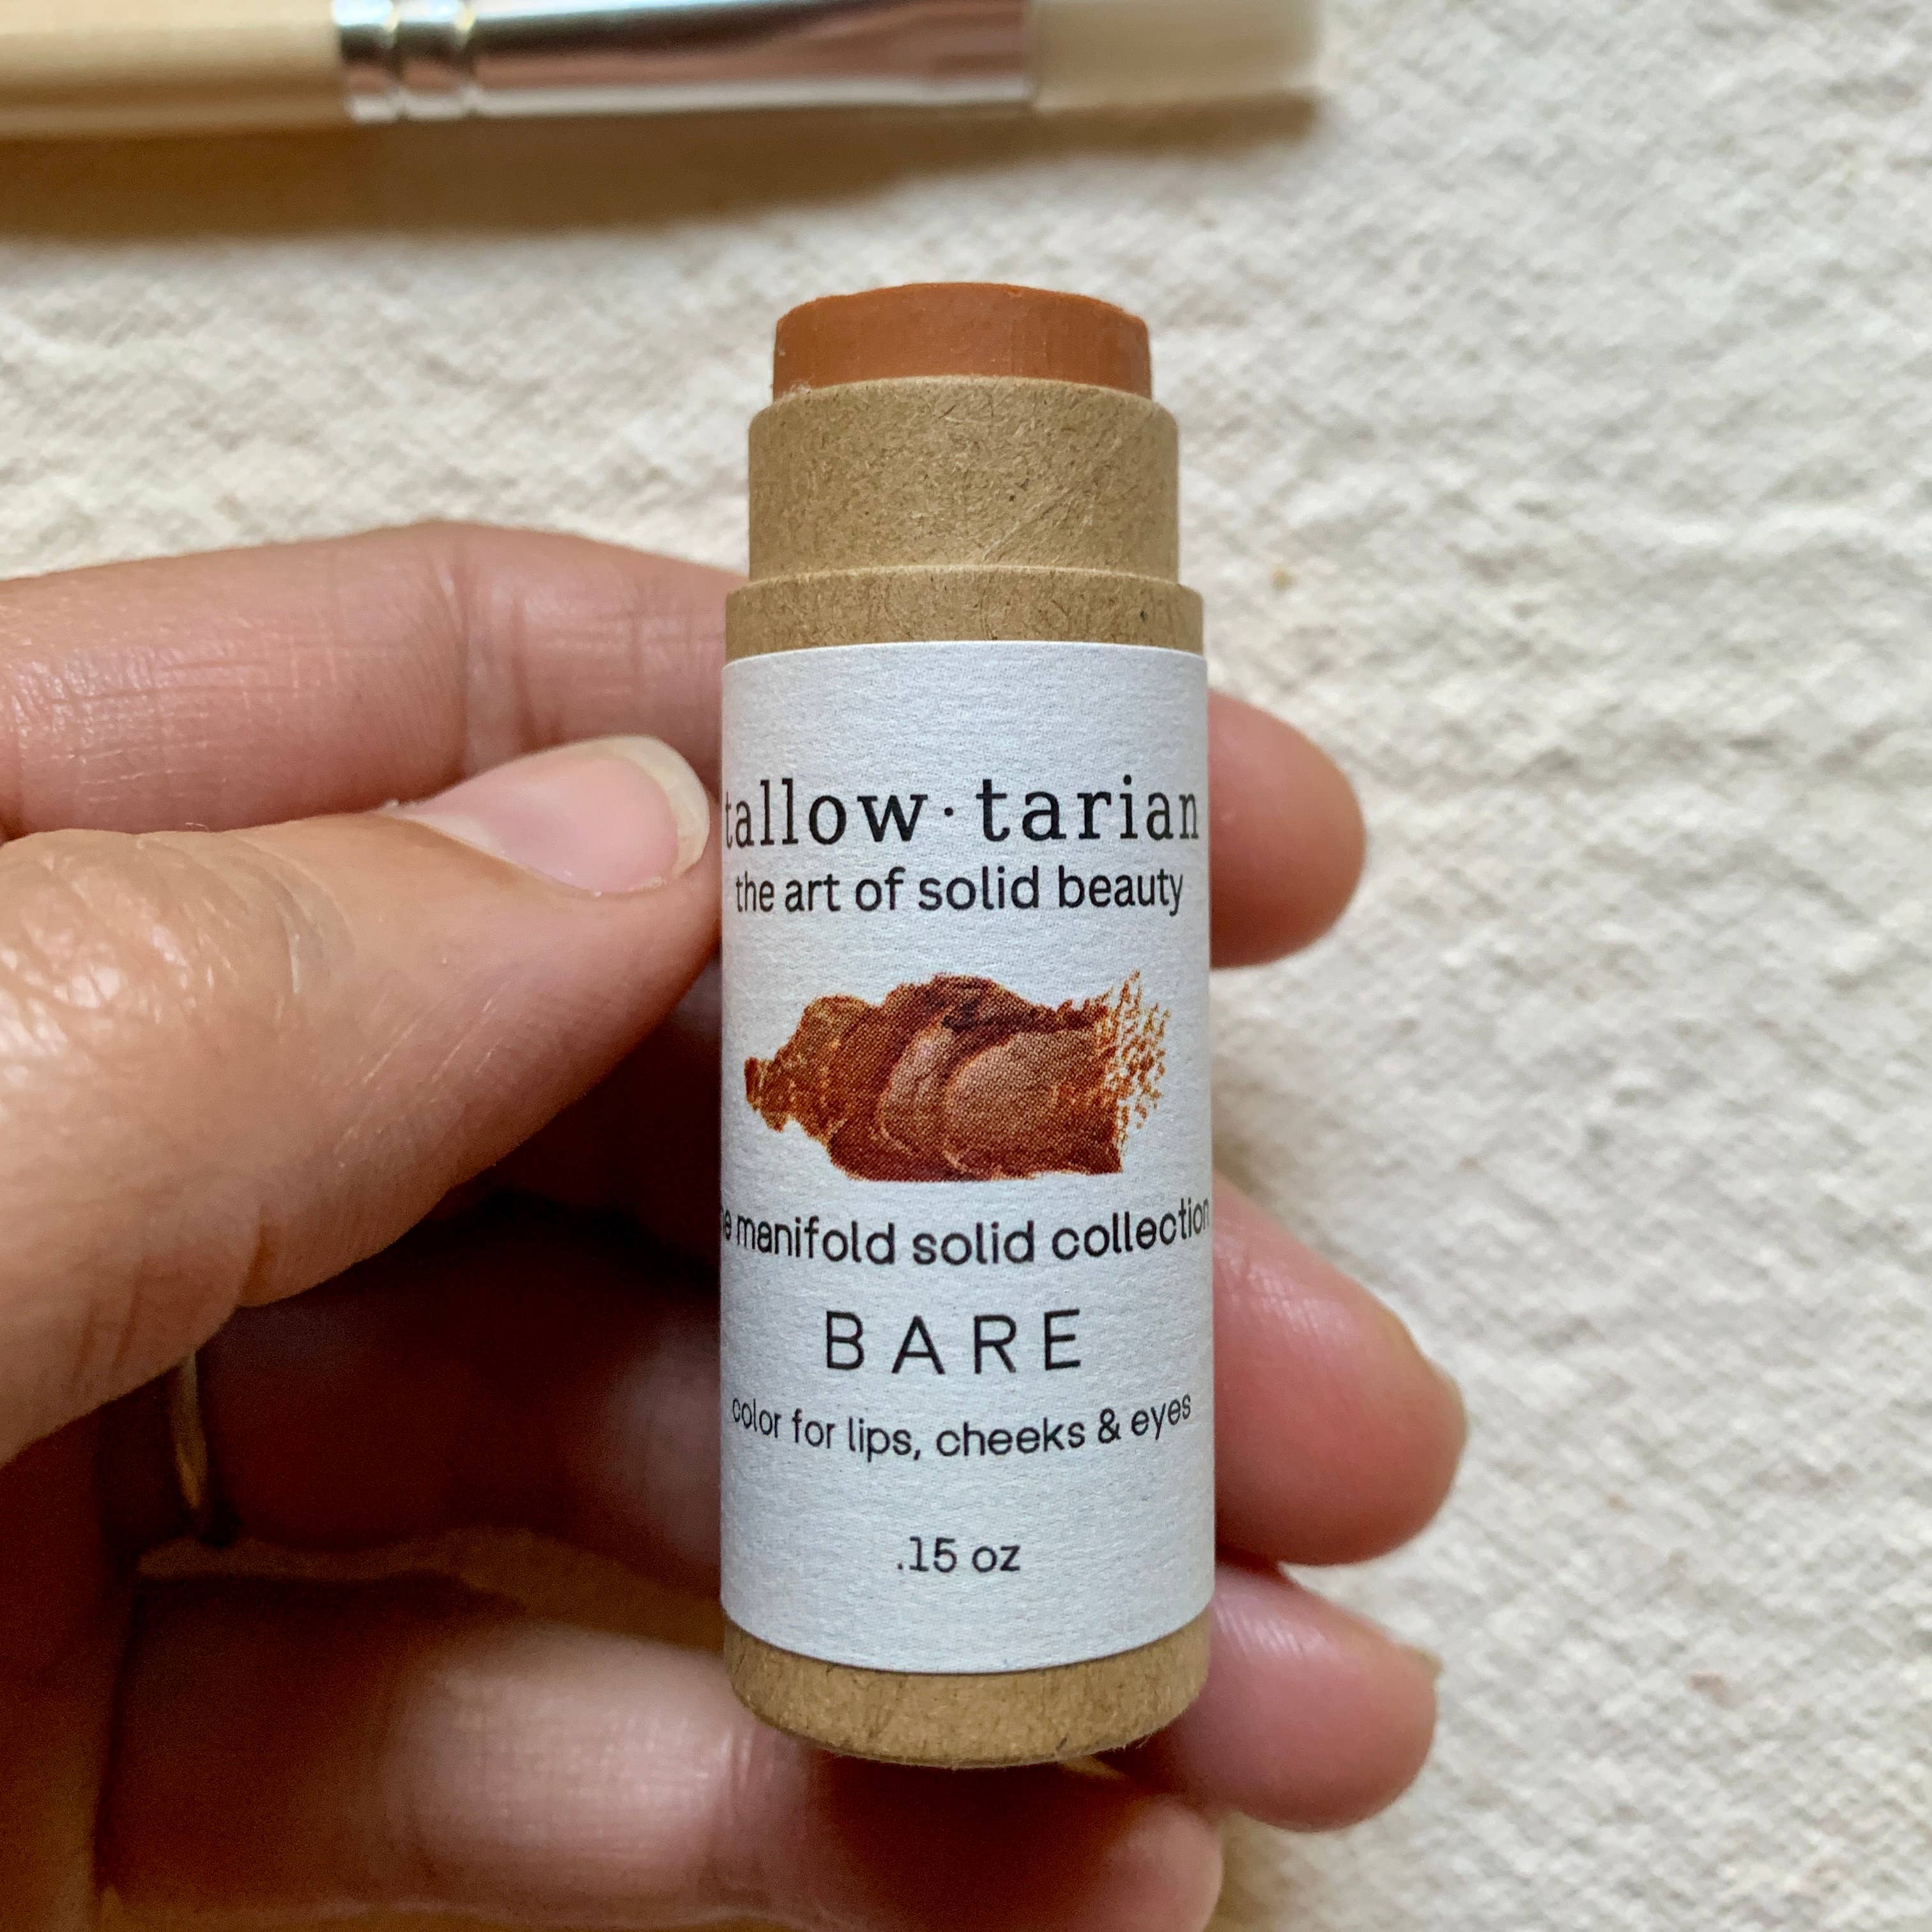 tallow·tarian
the art of solid beauty
manifold solid collection
BARE
color for lips, cheeks & eyes
.15 oz